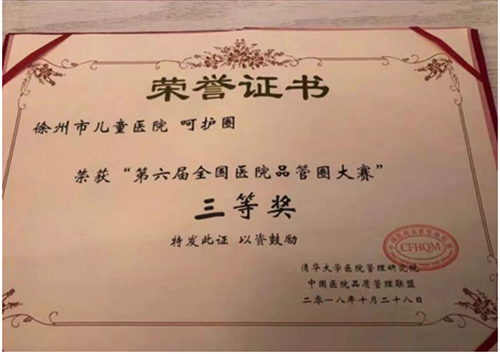 荣誉证书
徐州市儿童医院 呵护圈
荣获“第六届全国医院品管圈大赛”
三等奖
特发此证 以资鼓励
CFHQM
清华大学医院管理研究院
中国医院品质管理联盟
二〇一八年十月二十八日